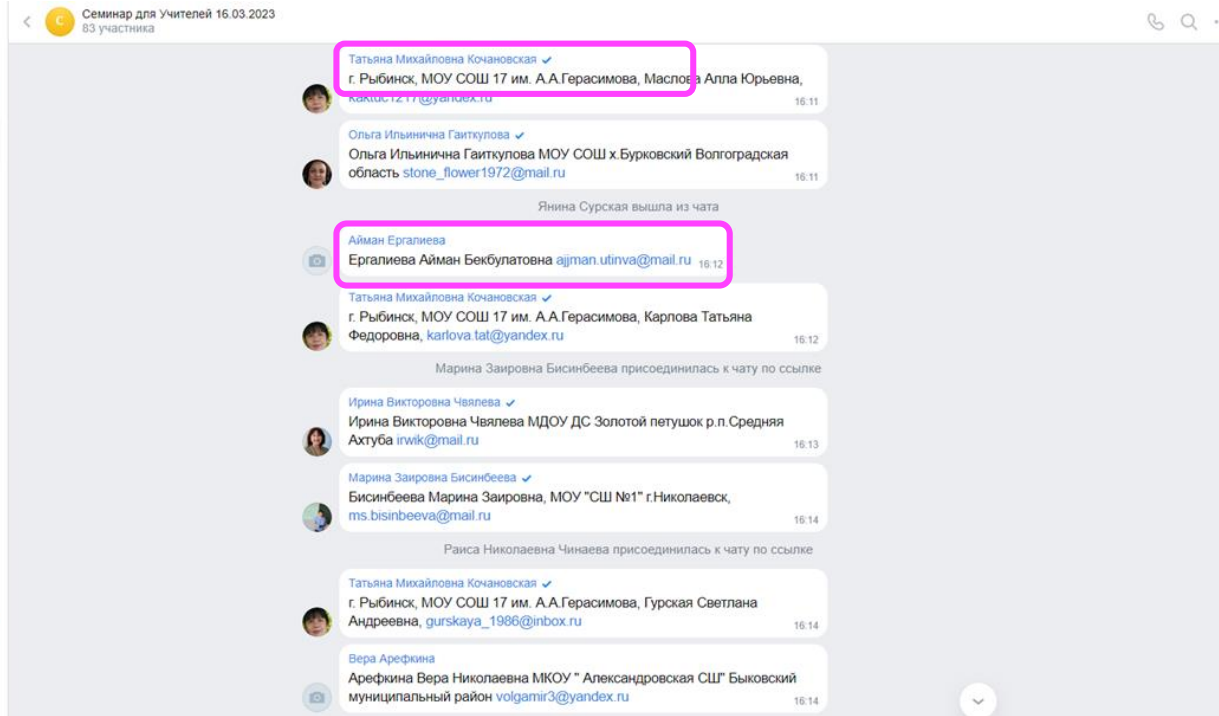 Семинар для Учителей 16.03.2023
83 участника
Татьяна Михайловна Кочановская
г. Рыбинск, МОУ СОШ 17 им. А.А.Герасимова, Маслова Алла Юрьевна,
kaktuc1217@yandex.ru 16:11
Ольга Ильинична Гаиткулова
Ольга Ильинична Гаиткулова МОУ СОШ х.Бурковский Волгоградская
область stone_flower1972@mail.ru 16:11
Янина Сурская вышла из чата
Айман Ергалиева
Ергалиева Айман Бекбулатовна ajjman.utinva@mail.ru 16:12
Татьяна Михайловна Кочановская
г. Рыбинск, МОУ СОШ 17 им. А.А.Герасимова, Карлова Татьяна
Федоровна, karlova.tat@yandex.ru 16:12
Марина Заировна Бисинбеева присоединилась к чату по ссылке
Ирина Викторовна Чвялева
Ирина Викторовна Чвялева МДОУ ДС Золотой петушок р.п.Средняя
Ахтуба irwik@mail.ru 16:13
Марина Заировна Бисинбеева
Бисинбеева Марина Заировна, МОУ "СШ №1" г.Николаевск,
ms.bisinbeeva@mail.ru 16:14
Раиса Николаевна Чинаева присоединилась к чату по ссылке
Татьяна Михайловна Кочановская
г. Рыбинск, МОУ СОШ 17 им. А.А.Герасимова, Гурская Светлана
Андреевна, gurskaya_1986@inbox.ru 16:14
Вера Арефкина
Арефкина Вера Николаевна МКОУ " Александровская СШ" Быковский
муниципальный район volgamir3@yandex.ru 16:14
С